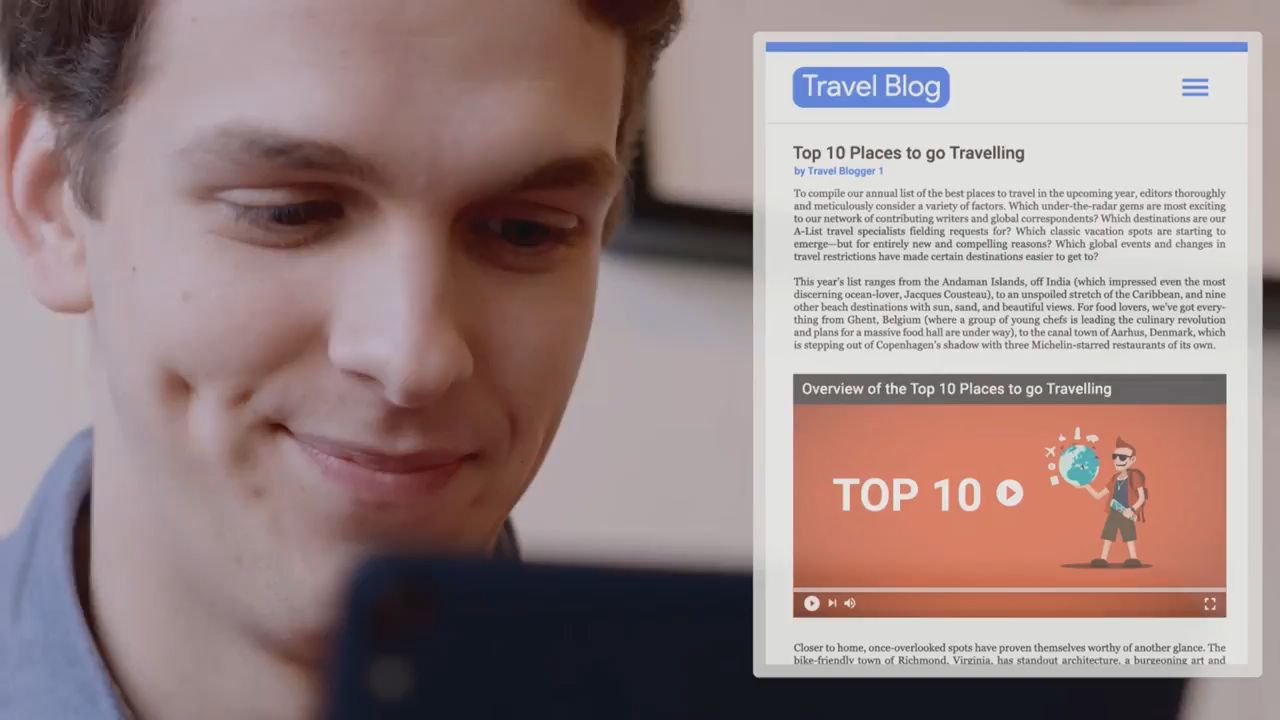 Travel Blog
Top 10 Places to go Travelling
by Travel Blogger 1
To compile our annual list of the best places to travel in the upcoming year, editors thoroughly
and meticulously consider a variety of factors. Which under-the-radar gems are most exciting
to our network of contributing writers and global correspondents? Which destinations are our
A-List travel specialists fielding requests for? Which classic vacation spots are starting to
emerge—but for entirely new and compelling reasons? Which global events and changes in
travel restrictions have made certain destinations easier to get to?
This year's list ranges from the Andaman Islands, off India (which impressed even the most
discerning ocean-lover, Jacques Cousteau), to an unspoiled stretch of the Caribbean, and nine
other beach destinations with sun, sand, and beautiful views. For food lovers, we've got every-
thing from Ghent, Belgium (where a group of young chefs is leading the culinary revolution
and plans for a massive food hall are under way), to the canal town of Aarhus, Denmark, which
is stepping out of Copenhagen's shadow with three Michelin-starred restaurants of its own.
Overview of the Top 10 Places to go Travelling
TOP 10
Closer to home, once-overlooked spots have proven themselves worthy of another glance. The
bike-friendly town of Richmond, Virginia, has standout architecture, a burgeoning art and